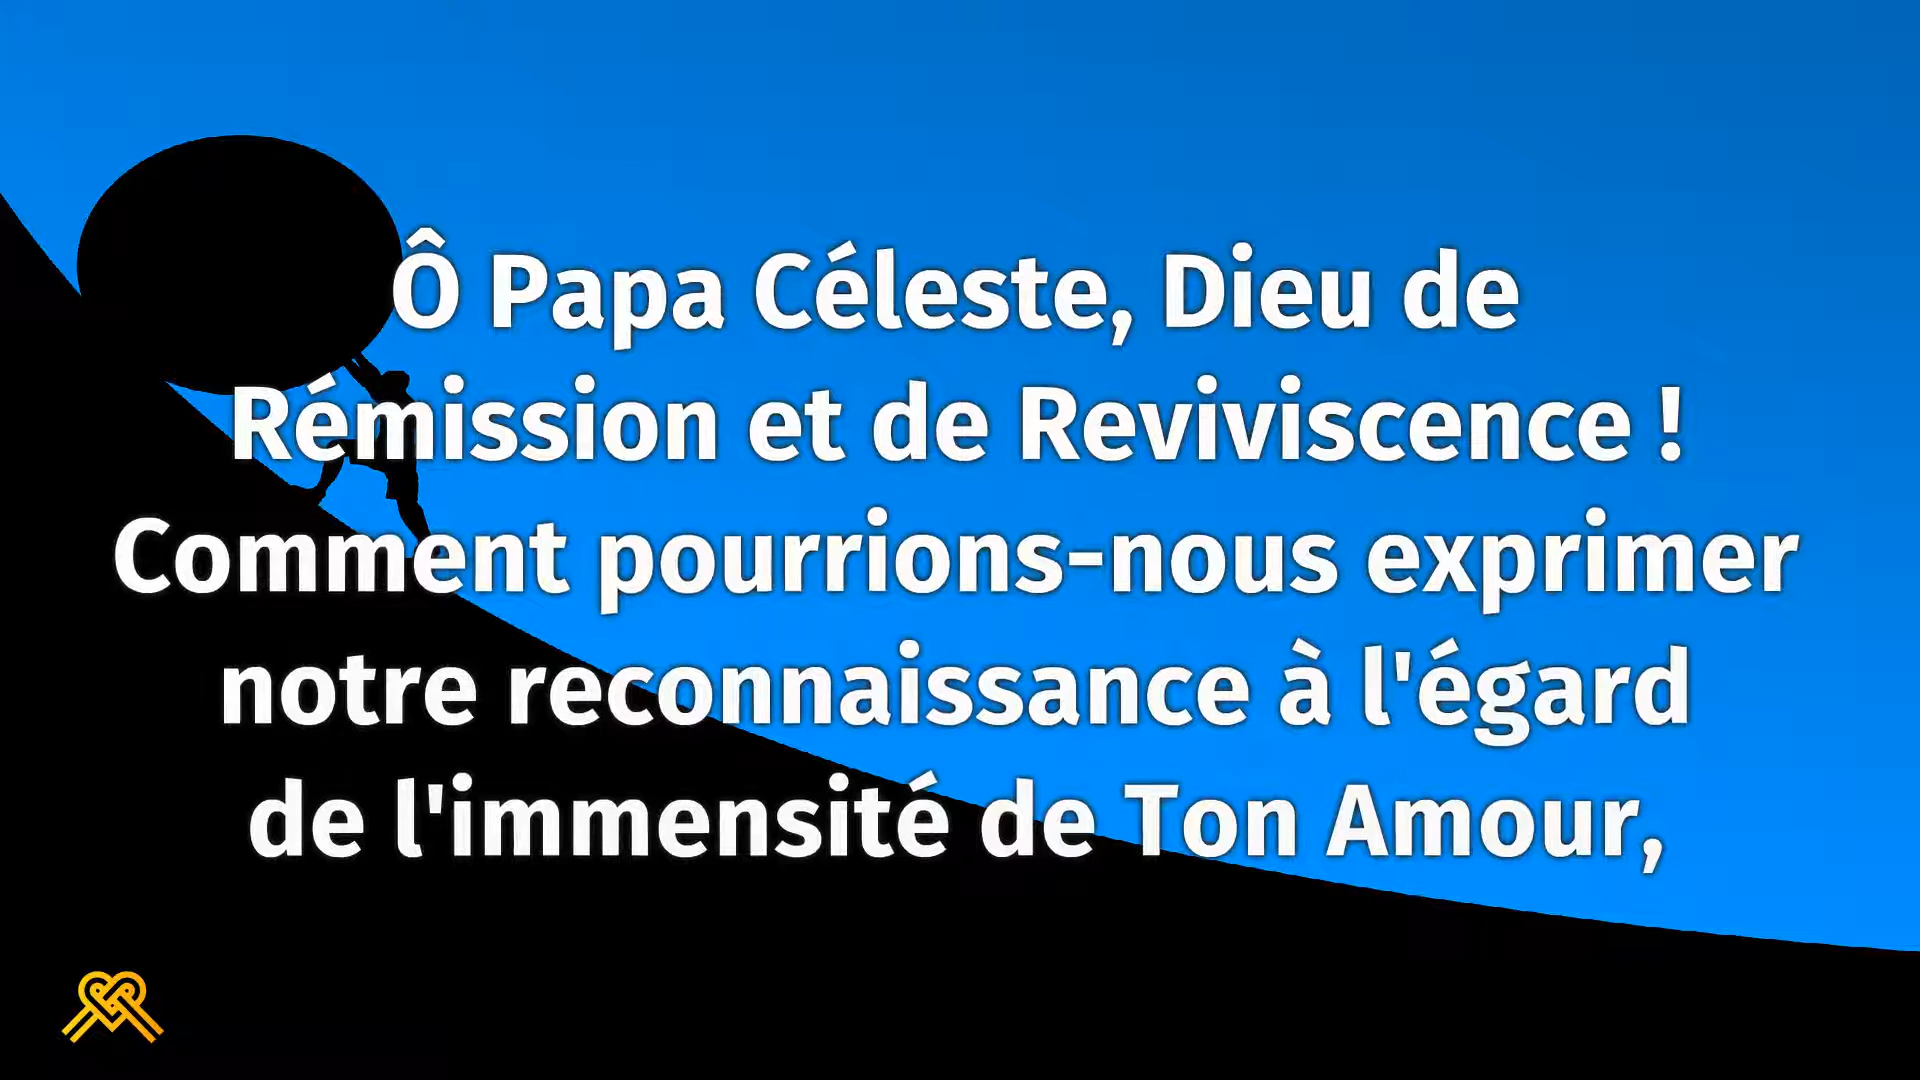 Ô Papa Céleste, Dieu de
Rémission et de Reviviscence !
Comment pourrions-nous exprimer
notre reconnaissance à l'égard
de l'immensité de Ton Amour,